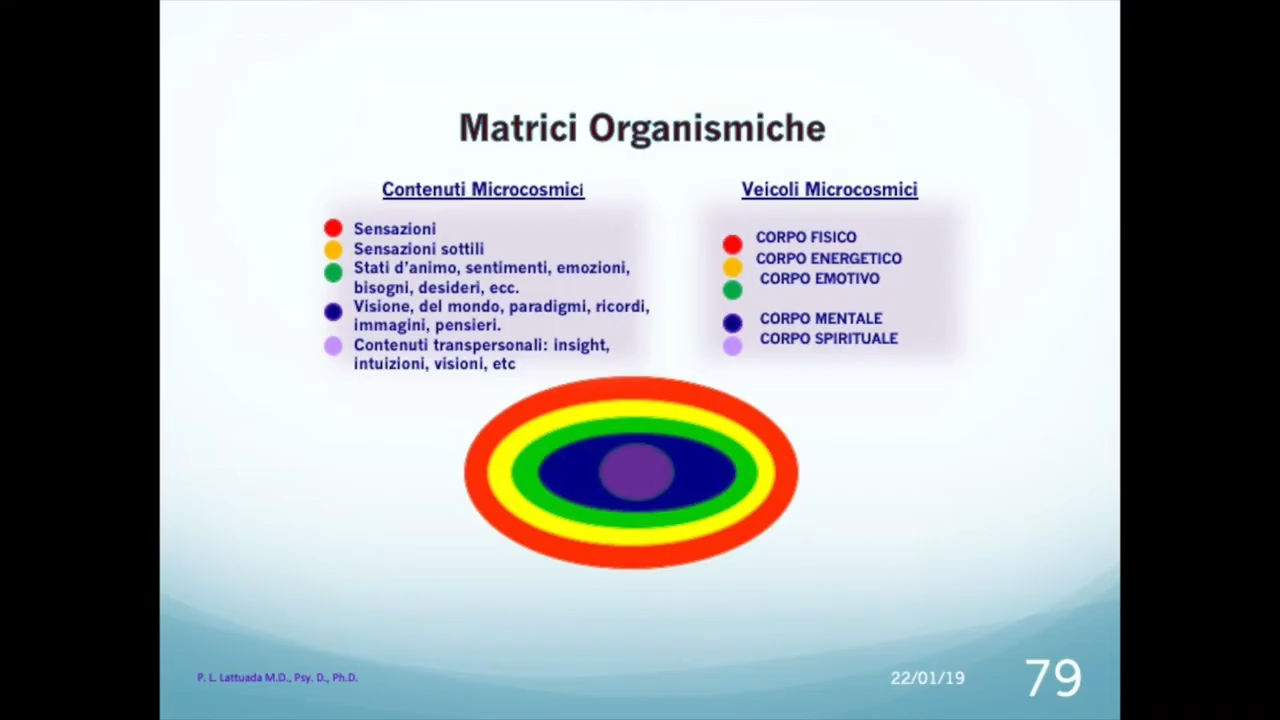 Matrici Organismiche
Contenuti Microcosmici
Sensazioni
Sensazioni sottili
Stati d'animo, sentimenti, emozioni,
bisogni, desideri, ecc.
Visione, del mondo, paradigmi, ricordi,
immagini, pensieri.
Contenuti transpersonali: insight,
intuizioni, visioni, etc
Veicoli Microcosmici
CORPO FISICO
CORPO ENERGETICO
CORPO EMOTIVO
CORPO MENTALE
CORPO SPIRITUALE
P. L. Lattuada M.D., Psy. D., Ph.D.
22/01/19
79